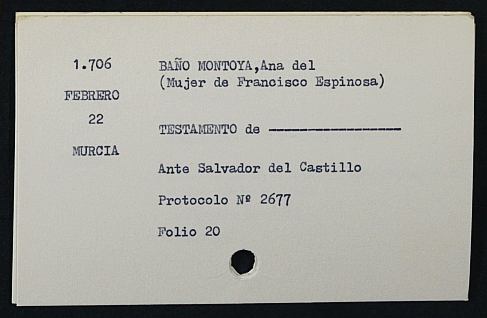 1.706
FEBRERO
22
MURCIA
BAÑO MONTOYA,Ana del
(Mujer de Francisco Espinosa)
TESTAMENTO de -----------------
Ante Salvador del Castillo
Protocolo Nº 2677
Folio 20